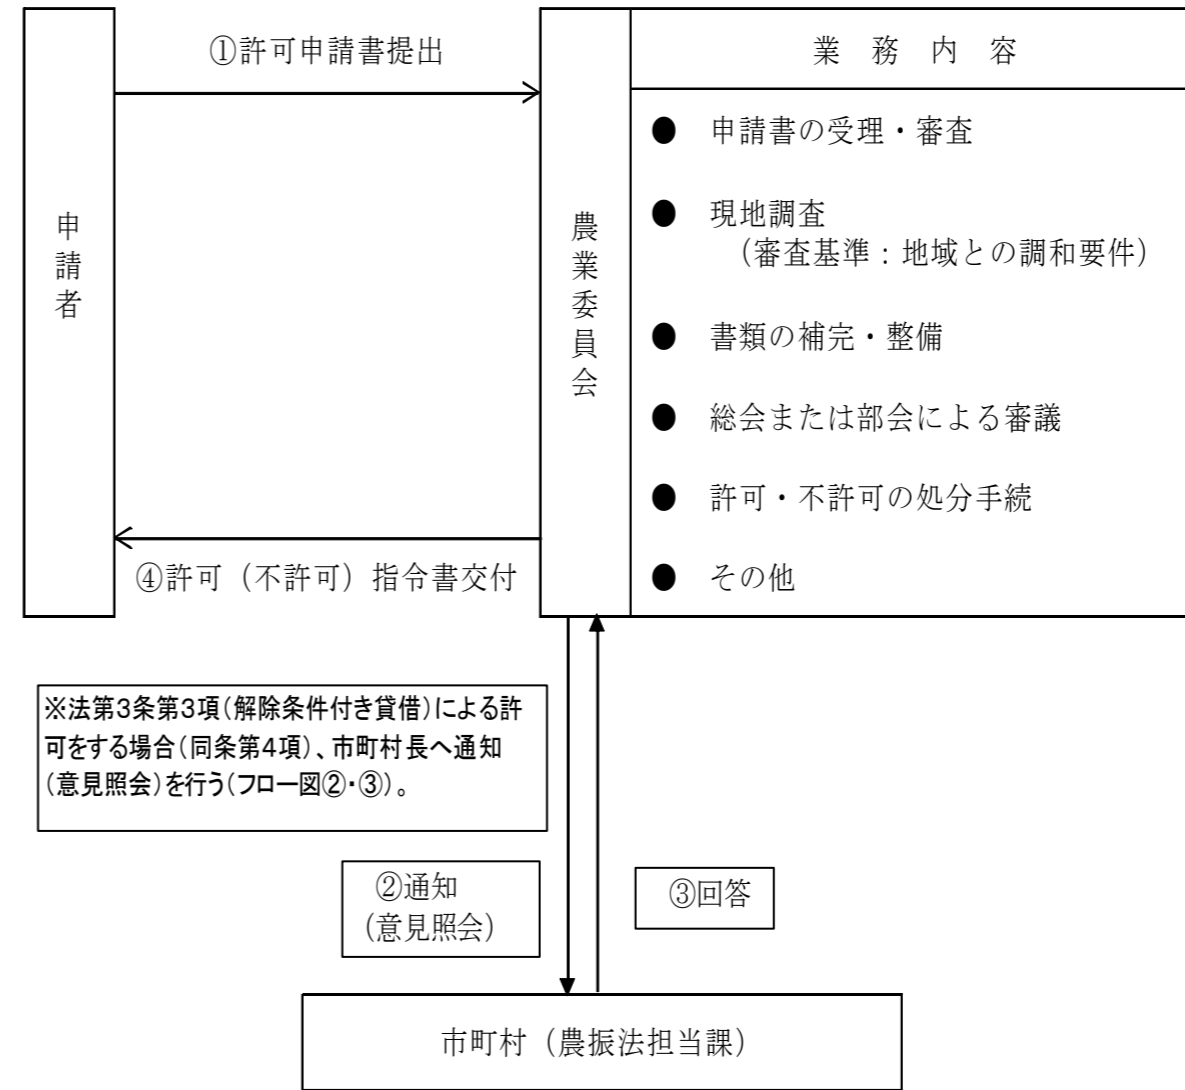 ①許可申請書提出
申請者
④許可(不許可)指令書交付
農業委員会
業務内容
● 申請書の受理・審査
● 現地調査
(審査基準:地域との調和要件)
● 書類の補完・整備
● 総会または部会による審議
● 許可・不許可の処分手続
● その他
※法第3条第3項(解除条件付き貸借)による許
可をする場合(同条第4項)、市町村長へ通知
(意見照会)を行う(フロー図②・③)。
②通知
(意見照会)
③回答
市町村(農振法担当課)